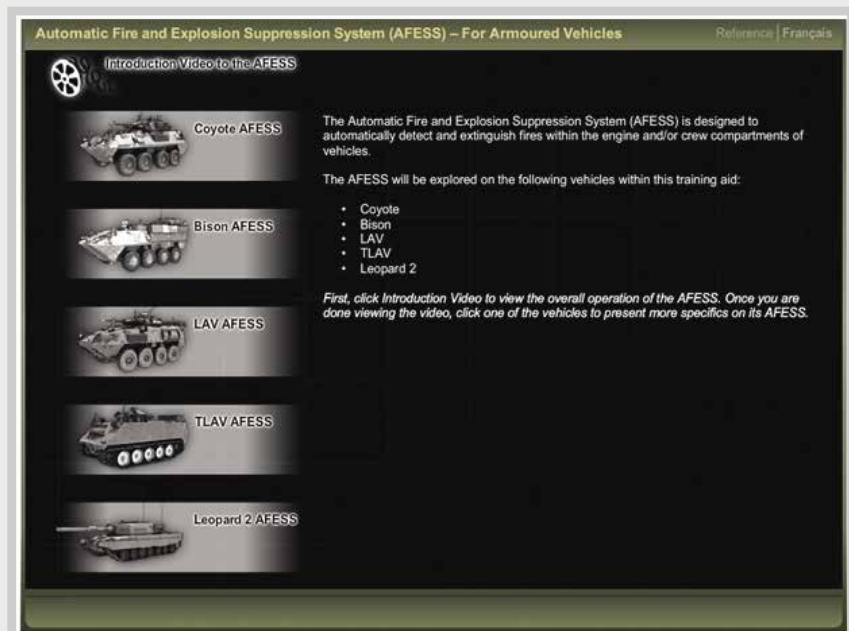 Automatic Fire and Explosion Suppression System (AFESS) – For Armoured Vehicles
Reference | Français
Introduction Video to the AFESS
Coyote AFESS
Bison AFESS
LAV AFESS
TLAV AFESS
Leopard 2 AFESS
The Automatic Fire and Explosion Suppression System (AFESS) is designed to
automatically detect and extinguish fires within the engine and/or crew compartments of
vehicles.
The AFESS will be explored on the following vehicles within this training aid:
• Coyote
• Bison
• LAV
• TLAV
• Leopard 2
First, click Introduction Video to view the overall operation of the AFESS. Once you are
done viewing the video, click one of the vehicles to present more specifics on its AFESS.